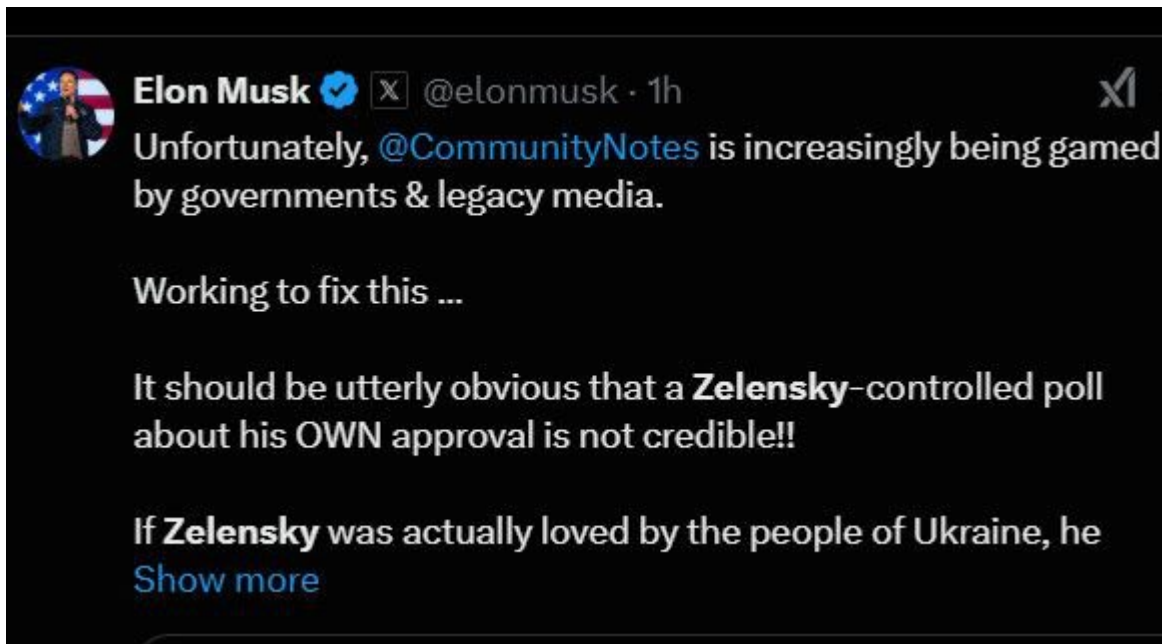 Elon Musk X @elonmusk · 1h
Unfortunately, @CommunityNotes is increasingly being gamed
by governments & legacy media.
Working to fix this ...
It should be utterly obvious that a Zelensky-controlled poll
about his OWN approval is not credible!!
If Zelensky was actually loved by the people of Ukraine, he
Show more